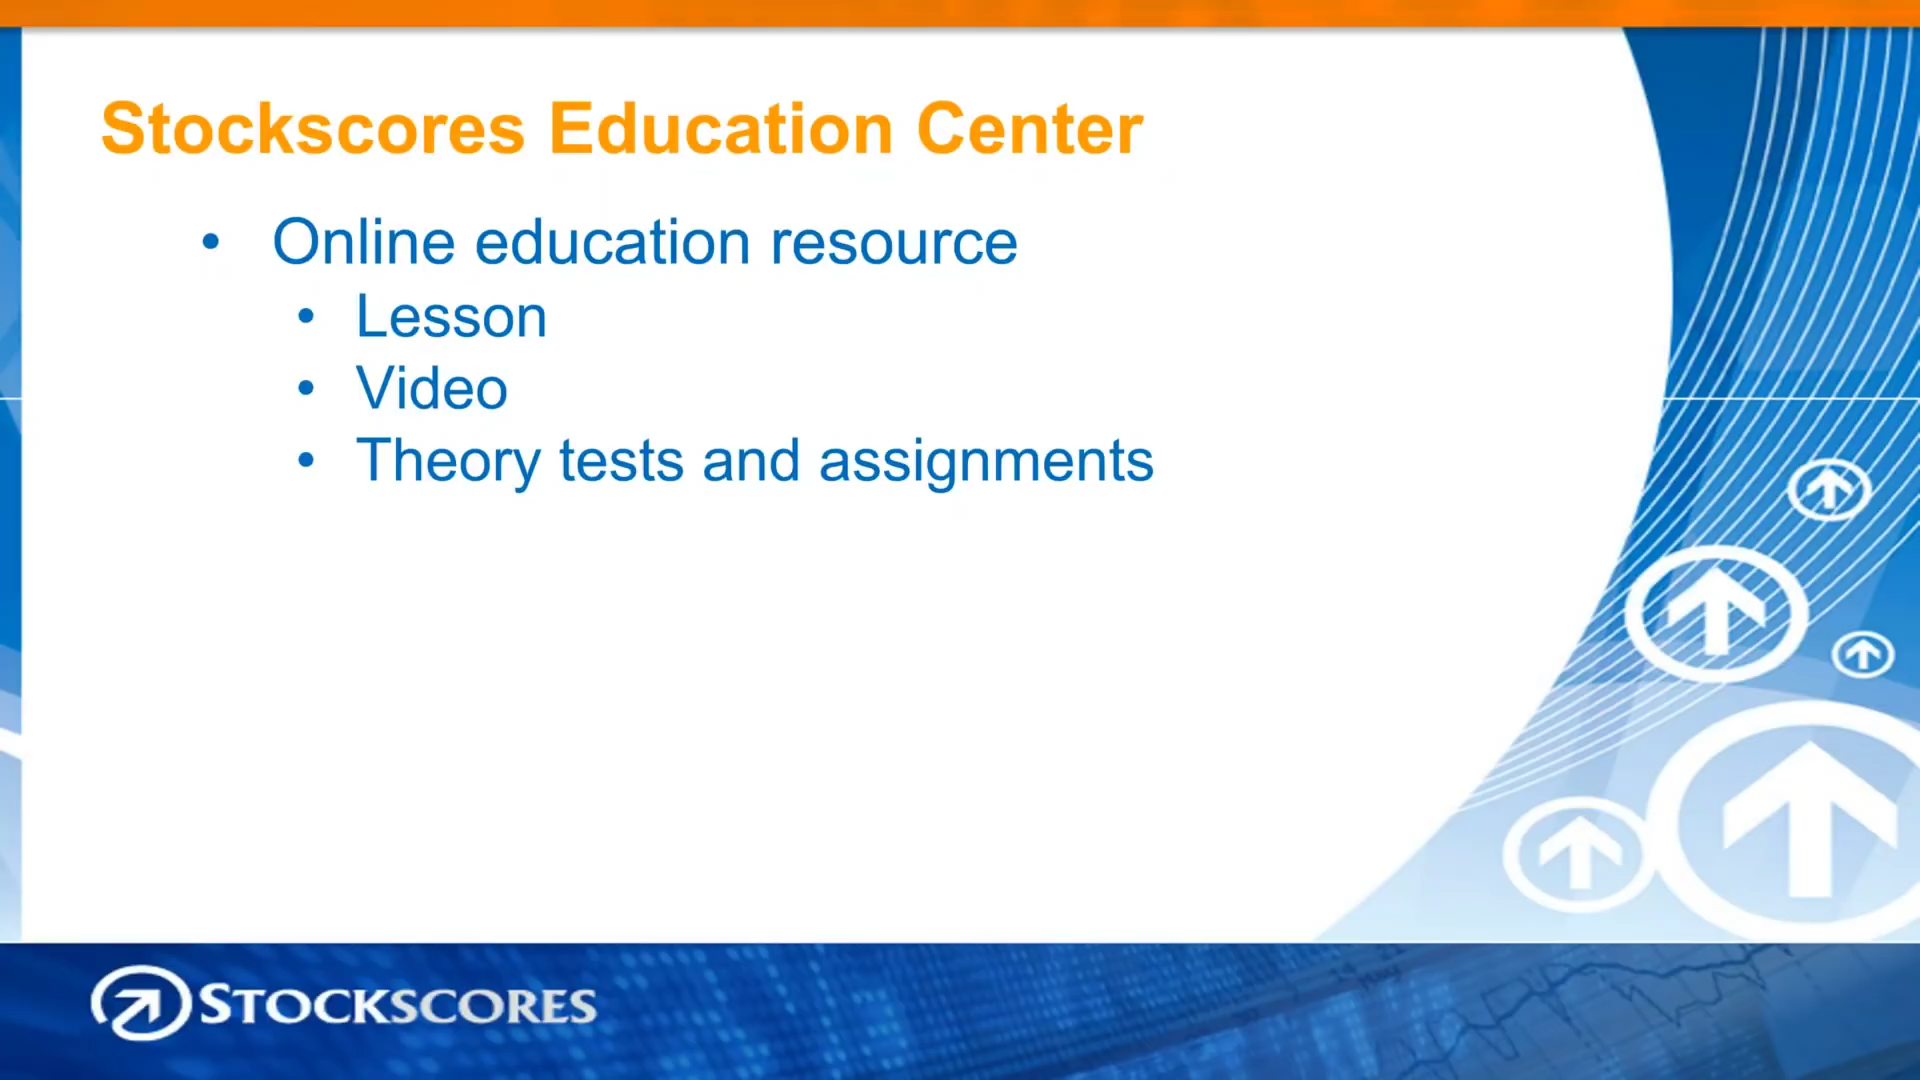 Stockscores Education Center
• Online education resource
• Lesson
• Video
• Theory tests and assignments
STOCKSCORES